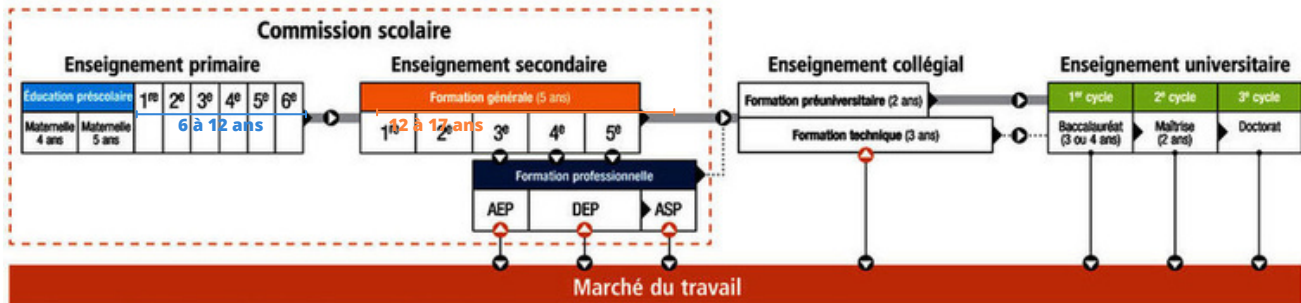 Commission scolaire
Enseignement primaire
Éducation préscolaire
1re 2e 3e 4e 5e 6e
Maternelle
4 ans
Maternelle
5 ans
6 à 12 ans
Enseignement secondaire
Formation générale (5 ans)
1re 2e 3e 4e 5e
12 à 17 ans
Formation professionnelle
AEP DEP ASP
Enseignement collégial
Formation préuniversitaire (2 ans)
Formation technique (3 ans)
Enseignement universitaire
1er cycle 2e cycle 3e cycle
Baccalauréat
(3 ou 4 ans)
Maîtrise
(2 ans)
Doctorat
Marché du travail